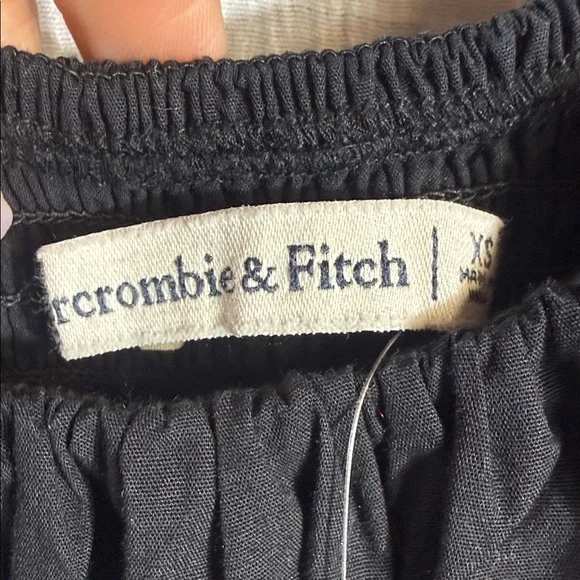 rcrombie & Fitch | XS